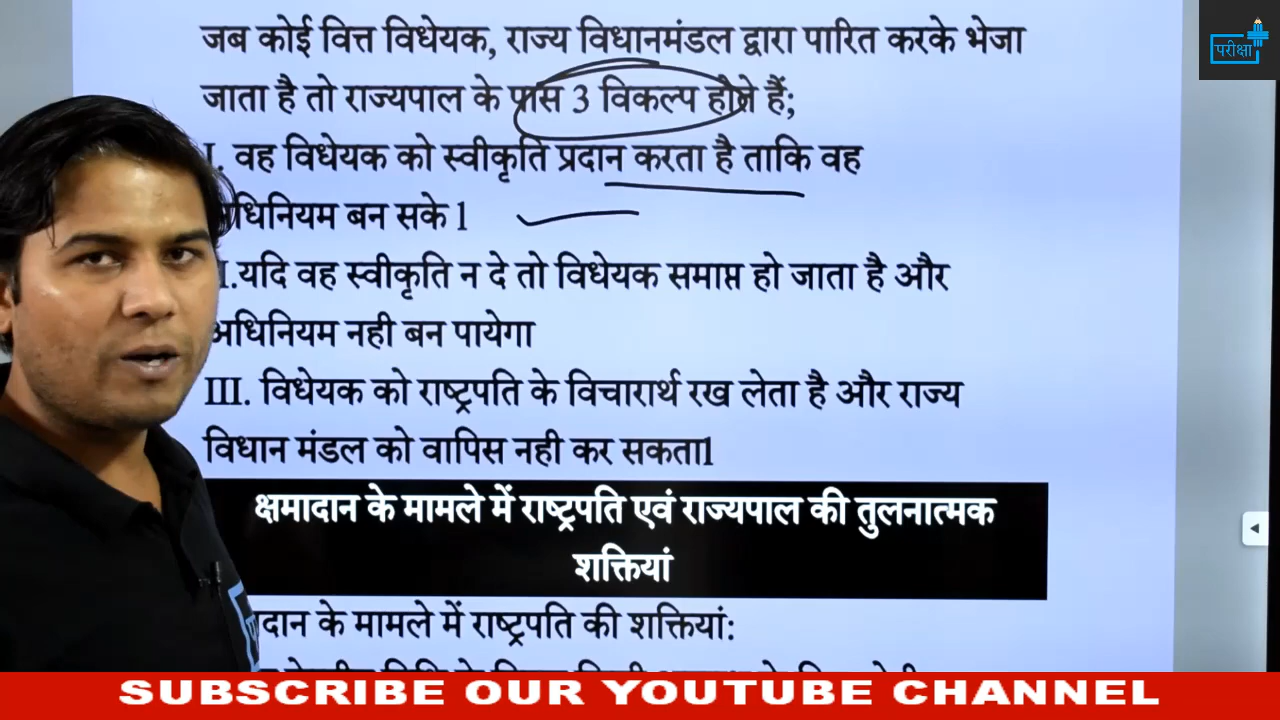 जब कोई वित्त विधेयक, राज्य विधानमंडल द्वारा पारित करके भेजा
परीक्षा
जाता है तो राज्यपाल के पास 3 विकल्प होते हैं;
I. वह विधेयक को स्वीकृति प्रदान करता है ताकि वह
अधिनियम बन सके l
II.यदि वह स्वीकृति न दे तो विधेयक समाप्त हो जाता है और
अधिनियम नही बन पायेगा
III. विधेयक को राष्ट्रपति के विचारार्थ रख लेता है और राज्य
विधान मंडल को वापिस नही कर सकताl
क्षमादान के मामले में राष्ट्रपति एवं राज्यपाल की तुलनात्मक
शक्तियां
दान के मामले में राष्ट्रपति की शक्तियां:
SUBSCRIBE OUR YOUTUBE CHANNEL